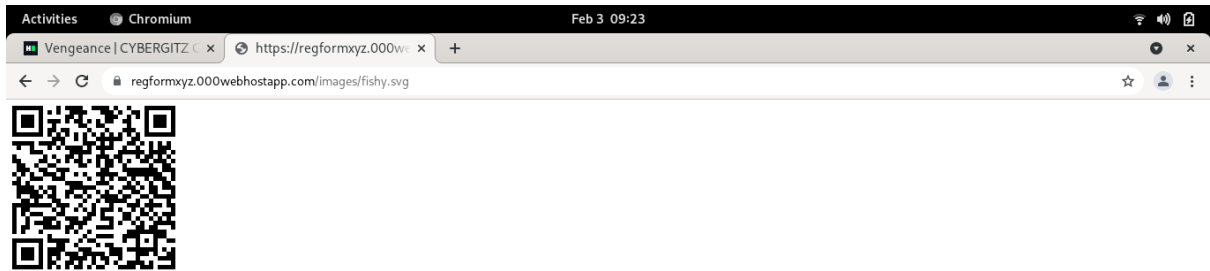 Activities Chromium Feb 3 09:23
Vengeance | CYBERGITZ C https://regformxyz.000we
regformxyz.000webhostapp.com/images/fishy.svg